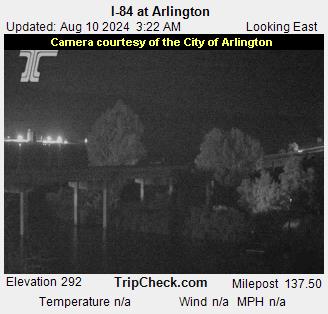 I-84 at Arlington
Updated: Aug 10 2024 3:22 AM Looking East
Camera courtesy of the City of Arlington
Elevation 292 TripCheck.com Milepost 137.50
Temperature n/a Wind n/a MPH n/a